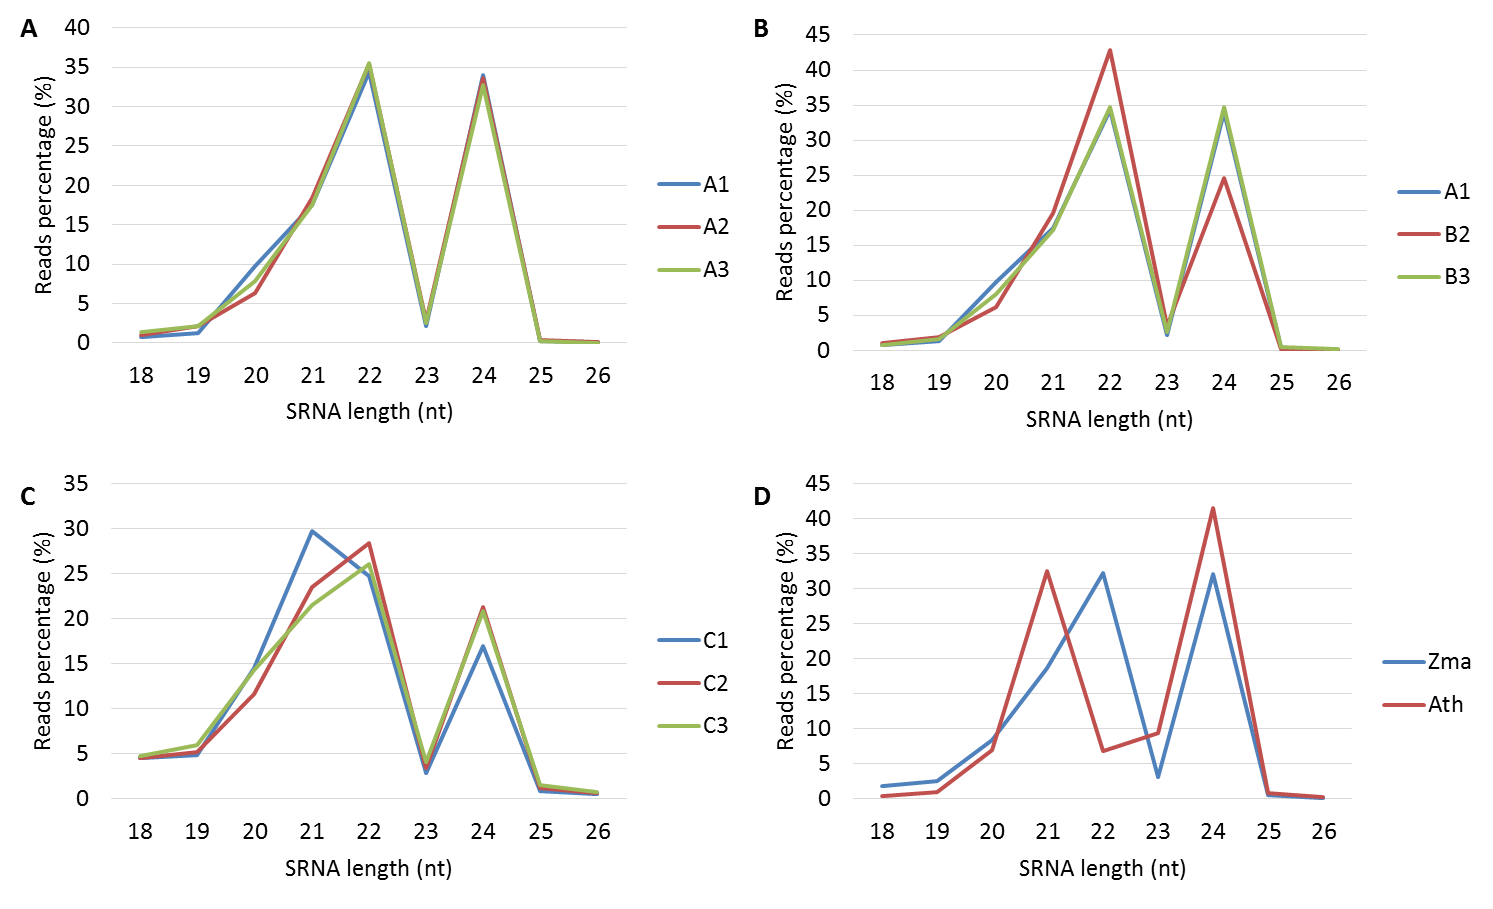 A
Reads percentage (%)
40
35
30
25
20
15
10
5
0
18 19 20 21 22 23 24 25 26
SRNA length (nt)
A1
A2
A3
B
Reads percentage (%)
45
40
35
30
25
20
15
10
5
0
18 19 20 21 22 23 24 25 26
SRNA length (nt)
A1
B2
B3
C
Reads percentage (%)
35
30
25
20
15
10
5
0
18 19 20 21 22 23 24 25 26
SRNA length (nt)
C1
C2
C3
D
Reads percentage (%)
45
40
35
30
25
20
15
10
5
0
18 19 20 21 22 23 24 25 26
SRNA length (nt)
Zma
Ath